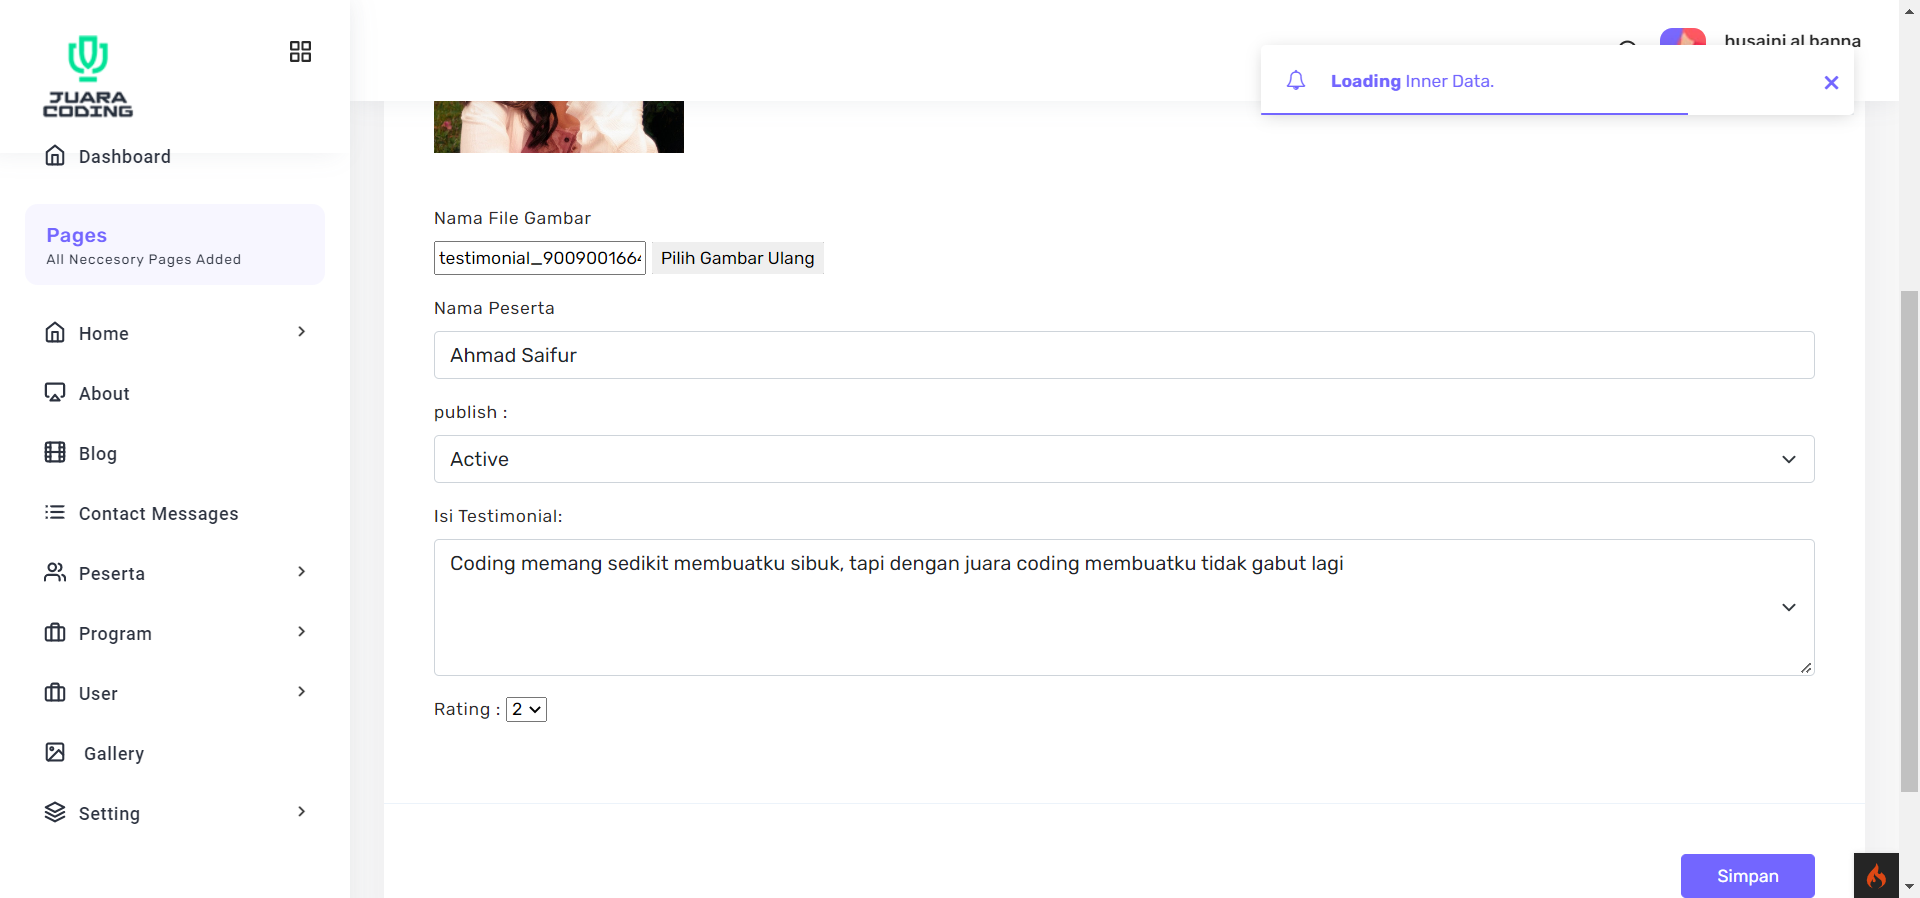 JUARA
CODING
Dashboard
Pages
All Neccesory Pages Added
Home
About
Blog
Contact Messages
Peserta
Program
User
Gallery
Setting
husaini al banna
Loading Inner Data.
Nama File Gambar
testimonial_9009001664
Pilih Gambar Ulang
Nama Peserta
Ahmad Saifur
publish :
Active
Isi Testimonial:
Coding memang sedikit membuatku sibuk, tapi dengan juara coding membuatku tidak gabut lagi
Rating : 2
Simpan